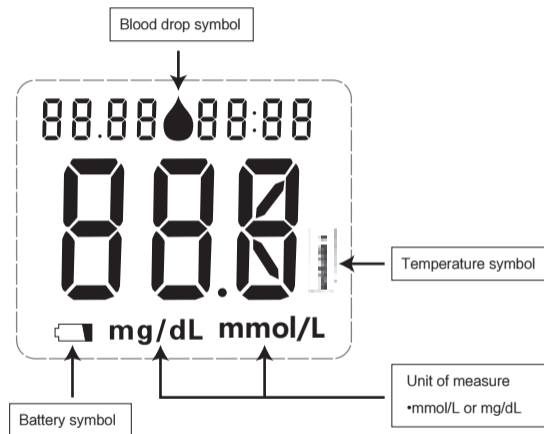 Blood drop symbol
88.88 88:88
88.8
Temperature symbol
mg/dL mmol/L
Unit of measure
•mmol/L or mg/dL
Battery symbol